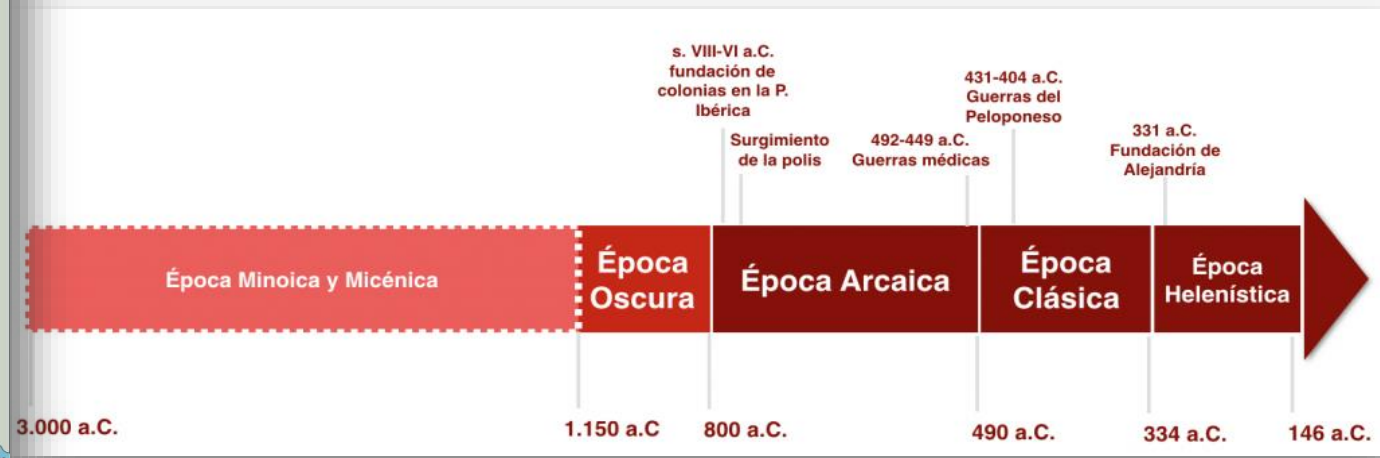 s. VIII-VI a.C.
fundación de
colonias en la P.
Ibérica
Surgimiento
de la polis
492-449 a.C.
Guerras médicas
431-404 a.C.
Guerras del
Peloponeso
331 a.C.
Fundación de
Alejandría
Época Minoica y Micénica
Época
Oscura
Época Arcaica
Época
Clásica
Época
Helenística
3.000 a.C.
1.150 a.C
800 a.C.
490 a.C.
334 a.C.
146 a.C.